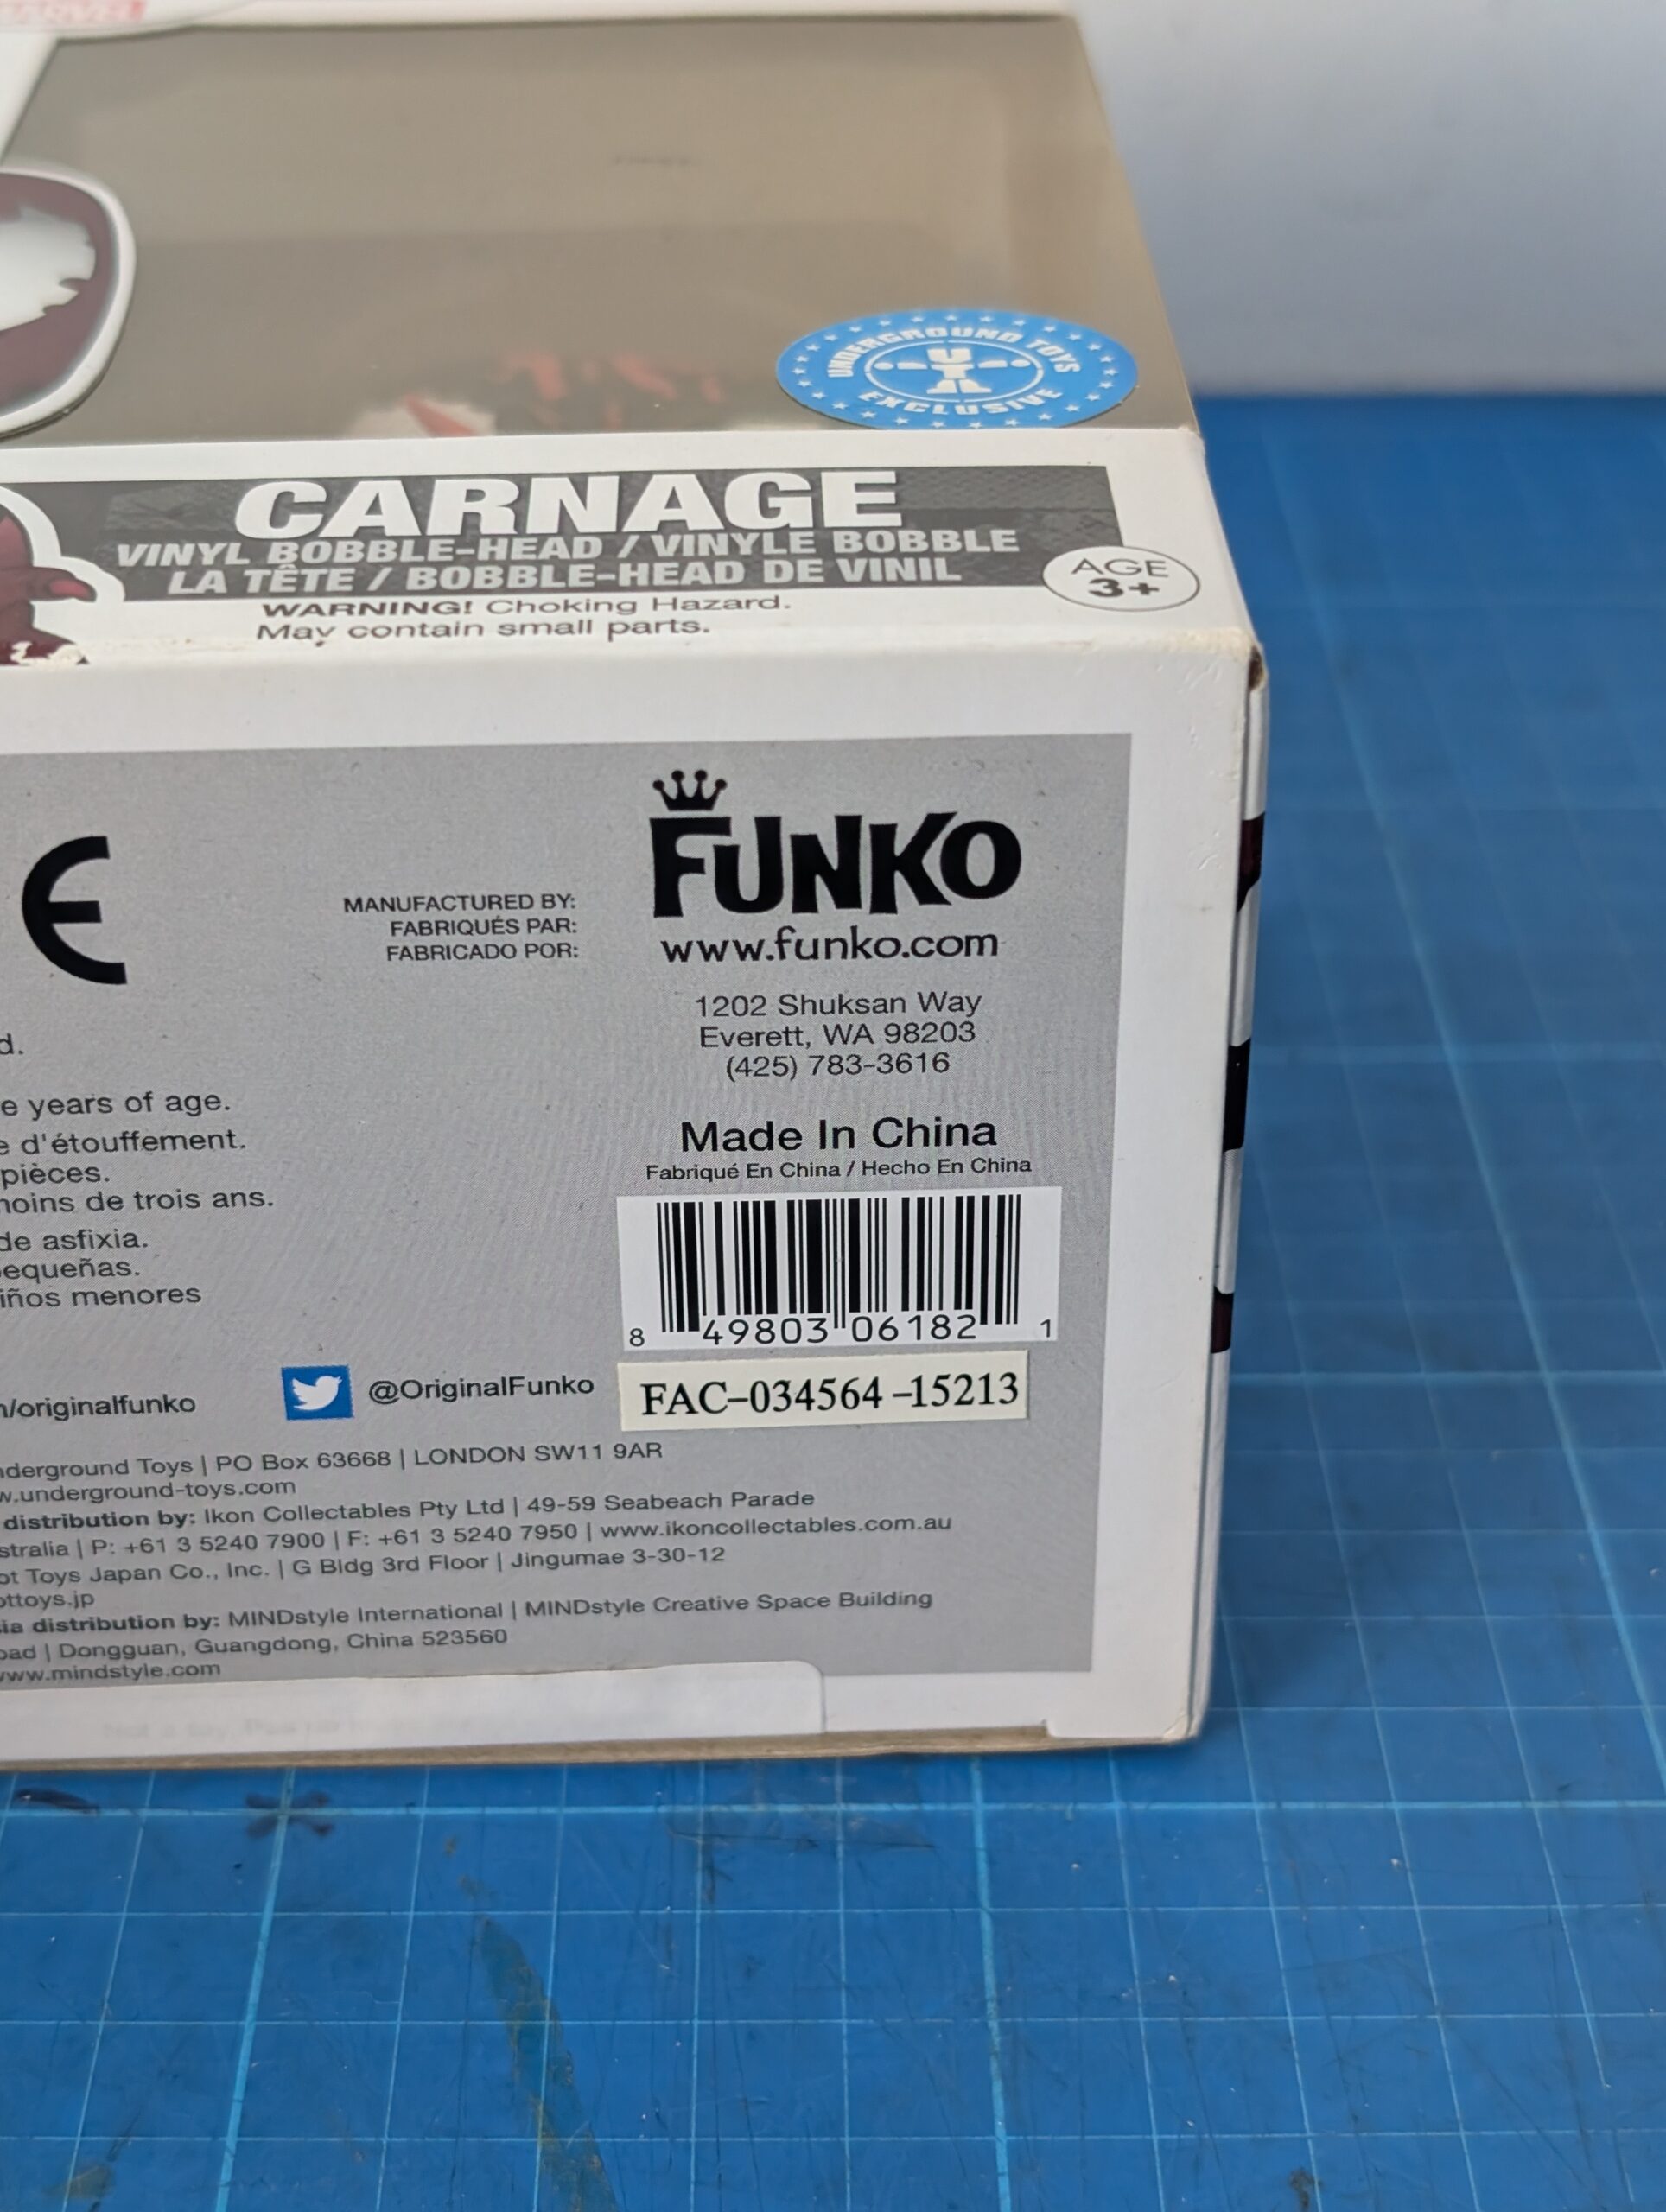 MARVEL
UNDERGROUND TOYS
EXCLUSIVE
CARNAGE
VINYL BOBBLE-HEAD / VINYLE BOBBLE
LA TÊTE / BOBBLE-HEAD DE VINIL
AGE
3+
WARNING! Choking Hazard.
May contain small parts.
FUNKO
www.funko.com
MANUFACTURED BY:
FABRIQUÉS PAR:
FABRICADO POR:
1202 Shuksan Way
Everett, WA 98203
(425) 783-3616
d.
e years of age.
e d'étouffement.
pièces.
moins de trois ans.
de asfixia.
equeñas.
iños menores
Made In China
Fabriqué En China / Hecho En China
8 49803 06182 1
/originalfunko
@OriginalFunko
FAC-034564-15213
nderground Toys | PO Box 63668 | LONDON SW11 9AR
w.underground-toys.com
distribution by: Ikon Collectables Pty Ltd | 49-59 Seabeach Parade
stralia | P: +61 3 5240 7900 | F: +61 3 5240 7950 | www.ikoncollectables.com.au
ot Toys Japan Co., Inc. | G Bldg 3rd Floor | Jingumae 3-30-12
ottoys.jp
ia distribution by: MINDstyle International | MINDstyle Creative Space Building
oad | Dongguan, Guangdong, China 523560
www.mindstyle.com